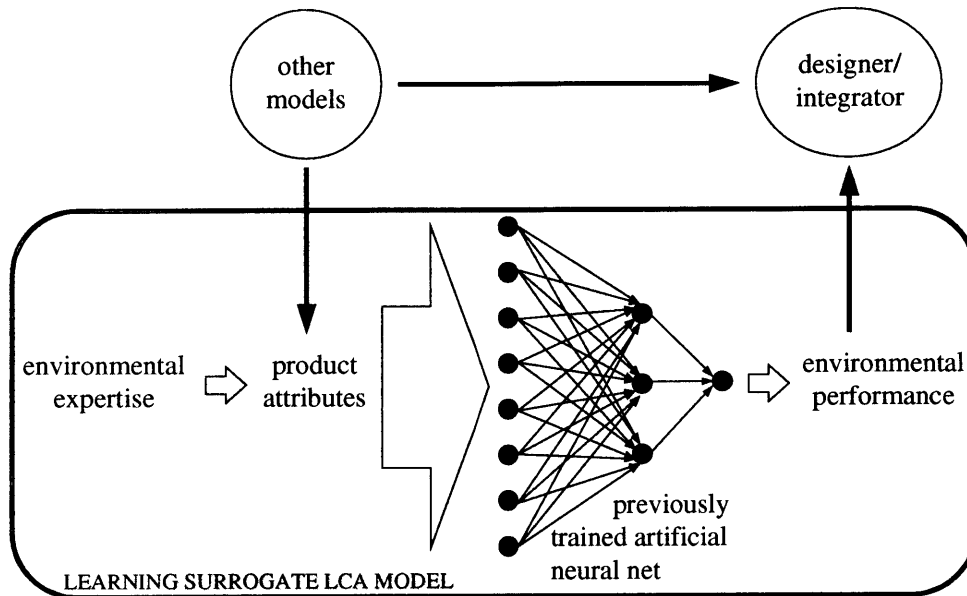 other
models
designer/
integrator
environmental
expertise
product
attributes
environmental
performance
previously
trained artificial
neural net
LEARNING SURROGATE LCA MODEL